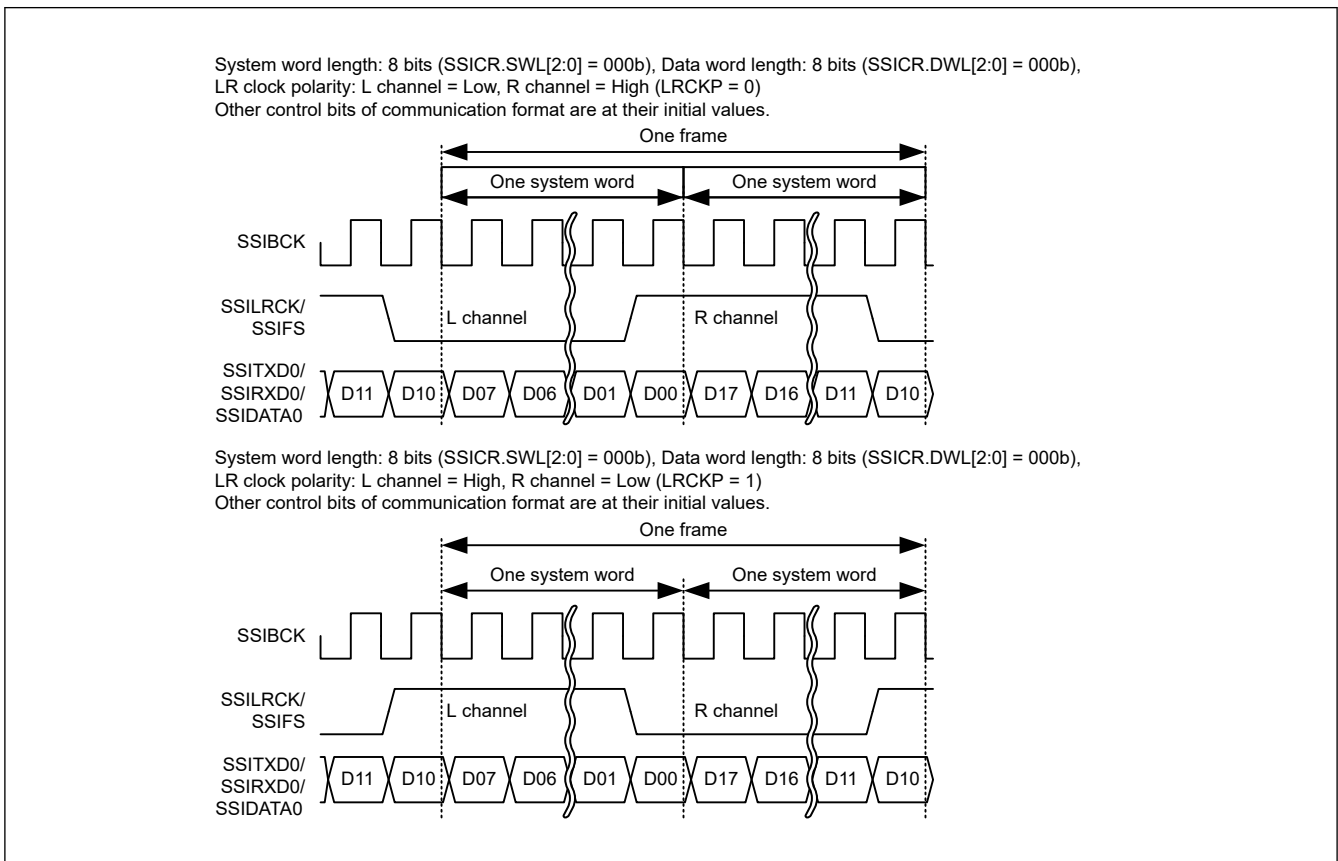 System word length: 8 bits (SSICR.SWL[2:0] = 000b), Data word length: 8 bits (SSICR.DWL[2:0] = 000b),
LR clock polarity: L channel = Low, R channel = High (LRCKP = 0)
Other control bits of communication format are at their initial values.
One frame
One system word One system word
SSIBCK
SSILRCK/
SSIFS
L channel R channel
SSITXD0/
SSIRXD0/
SSIDATA0
D11 D10 D07 D06 D01 D00 D17 D16 D11 D10
System word length: 8 bits (SSICR.SWL[2:0] = 000b), Data word length: 8 bits (SSICR.DWL[2:0] = 000b),
LR clock polarity: L channel = High, R channel = Low (LRCKP = 1)
Other control bits of communication format are at their initial values.
One frame
One system word One system word
SSIBCK
SSILRCK/
SSIFS
L channel R channel
SSITXD0/
SSIRXD0/
SSIDATA0
D11 D10 D07 D06 D01 D00 D17 D16 D11 D10